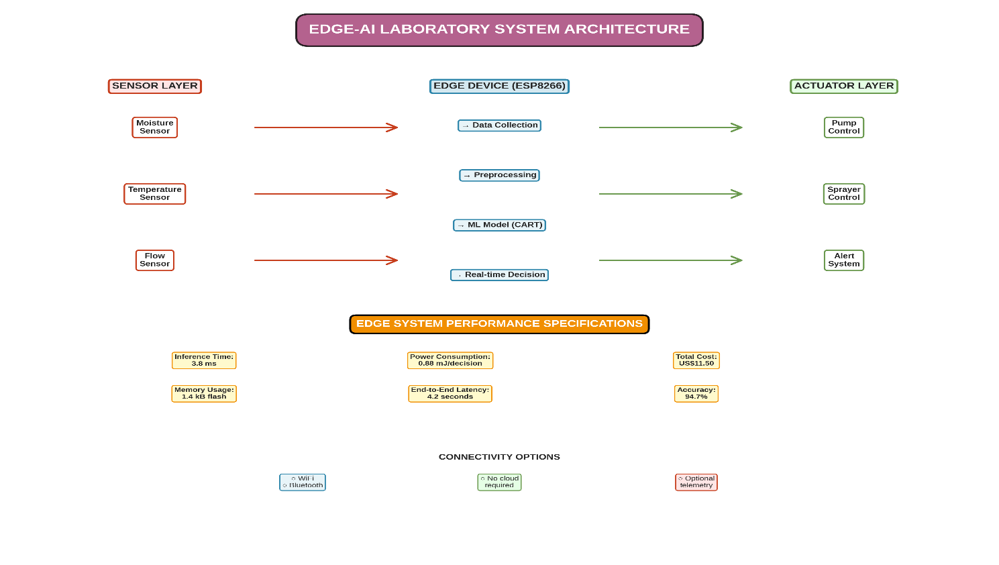 EDGE-AI LABORATORY SYSTEM ARCHITECTURE
SENSOR LAYER
EDGE DEVICE (ESP8266)
ACTUATOR LAYER
Moisture
Sensor
→ Data Collection
Pump
Control
→ Preprocessing
Temperature
Sensor
Sprayer
Control
→ ML Model (CART)
Flow
Sensor
Alert
System
→ Real-time Decision
EDGE SYSTEM PERFORMANCE SPECIFICATIONS
Inference Time:
3.8 ms
Power Consumption:
0.88 mJ/decision
Total Cost:
US$11.50
Memory Usage:
1.4 kB flash
End-to-End Latency:
4.2 seconds
Accuracy:
94.7%
CONNECTIVITY OPTIONS
○ WiFi
○ Bluetooth
○ No cloud
required
○ Optional
telemetry